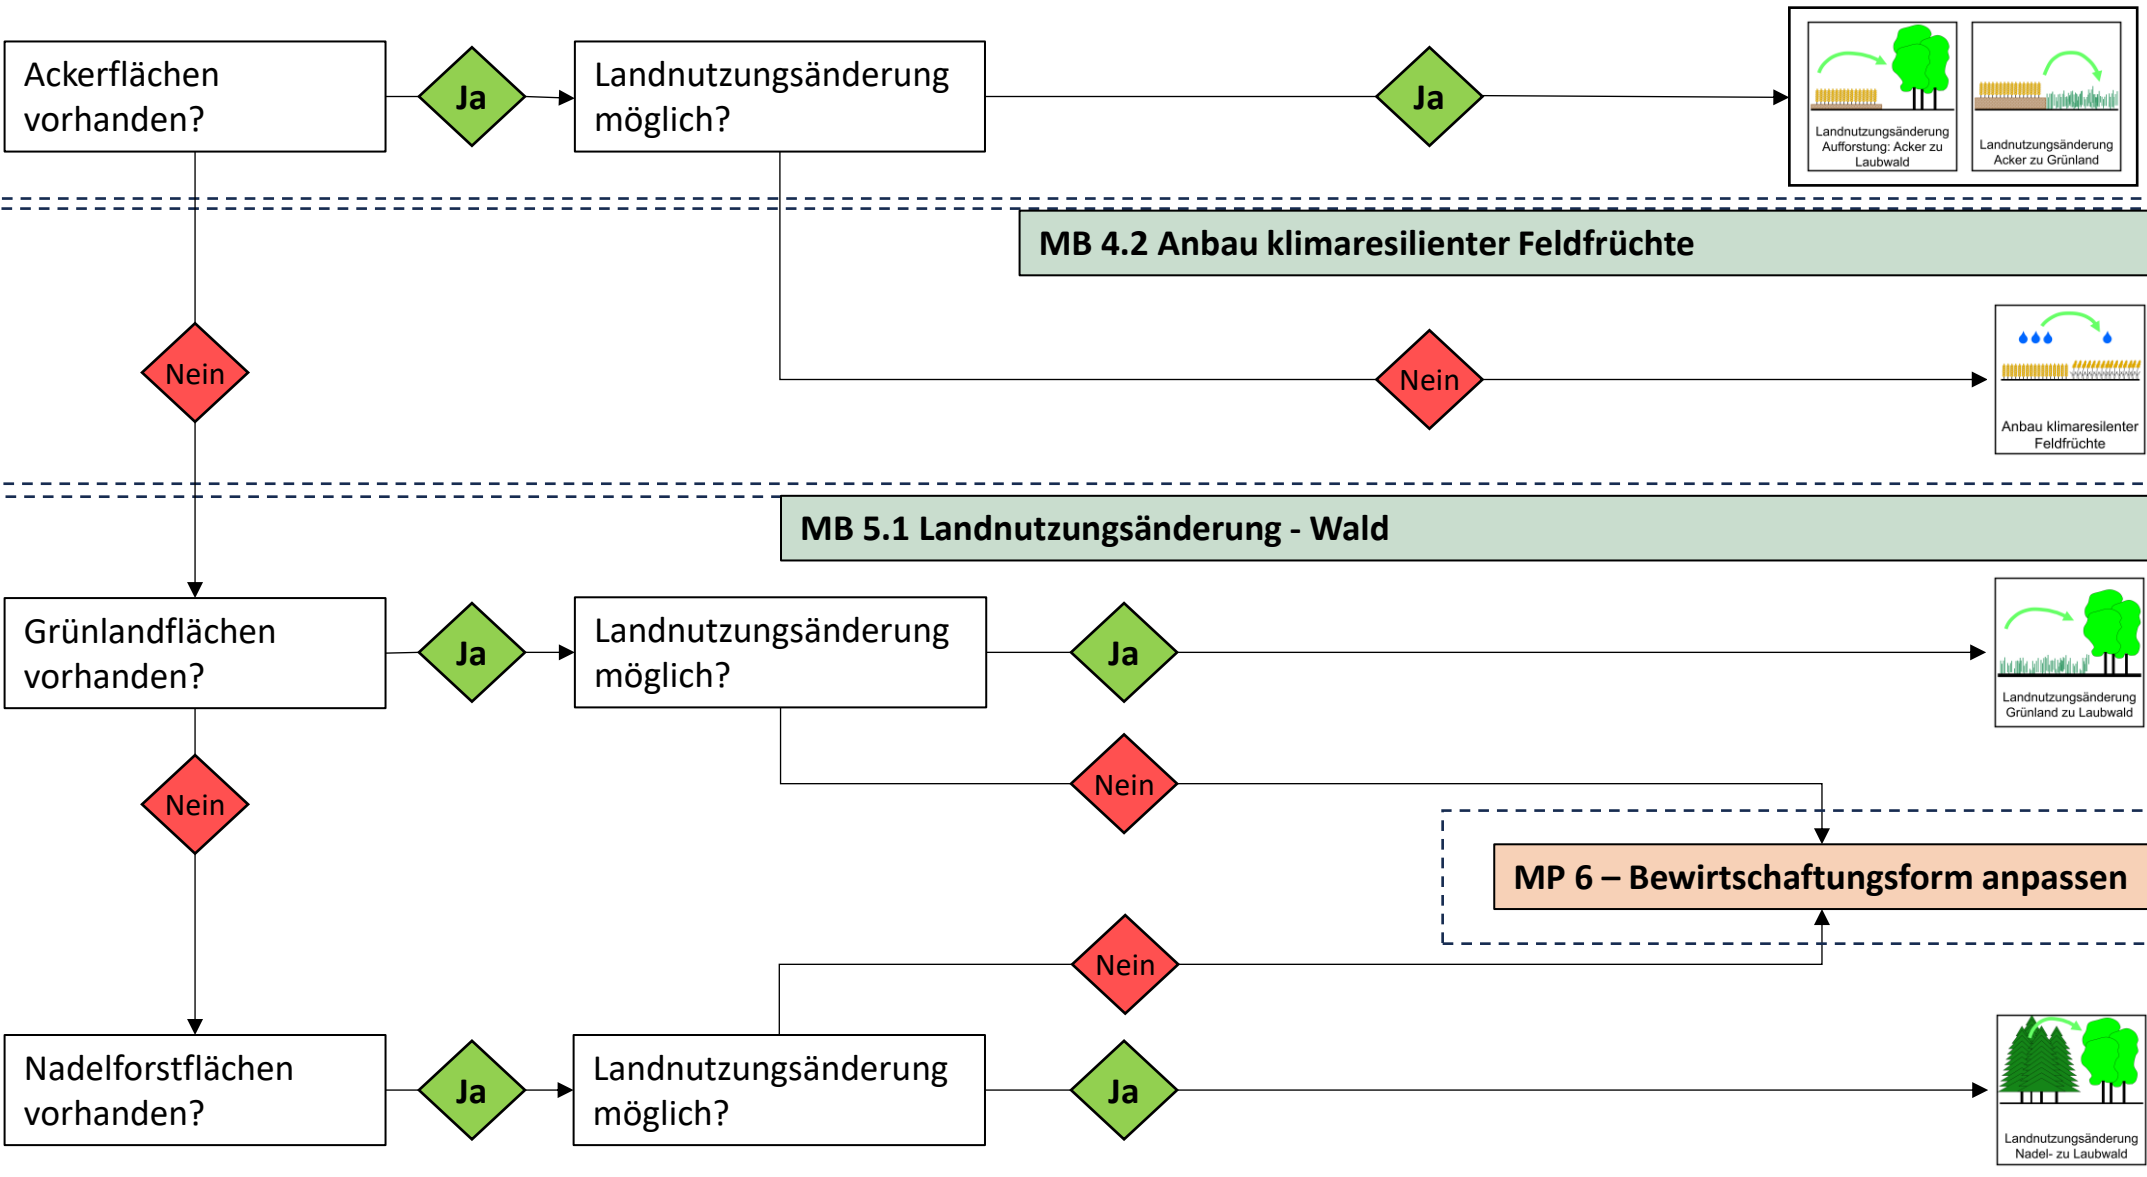 Ackerflächen
vorhanden?
Ja
Landnutzungsänderung
möglich?
Ja
Landnutzungsänderung
Aufforstung: Acker zu
Laubwald
Landnutzungsänderung
Acker zu Grünland
MB 4.2 Anbau klimaresilienter Feldfrüchte
Nein
Nein
Anbau klimaresilenter
Feldfrüchte
MB 5.1 Landnutzungsänderung - Wald
Grünlandflächen
vorhanden?
Ja
Landnutzungsänderung
möglich?
Ja
Landnutzungsänderung
Grünland zu Laubwald
Nein
Nein
MP 6 – Bewirtschaftungsform anpassen
Nein
Nadelforstflächen
vorhanden?
Ja
Landnutzungsänderung
möglich?
Ja
Landnutzungsänderung
Nadel- zu Laubwald